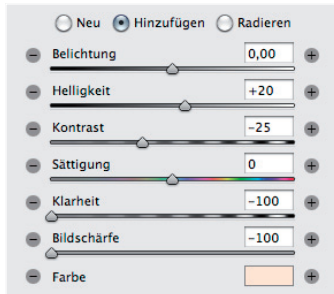 Neu Hinzufügen Radieren
Belichtung 0,00
Helligkeit +20
Kontrast -25
Sättigung 0
Klarheit -100
Bildschärfe -100
Farbe